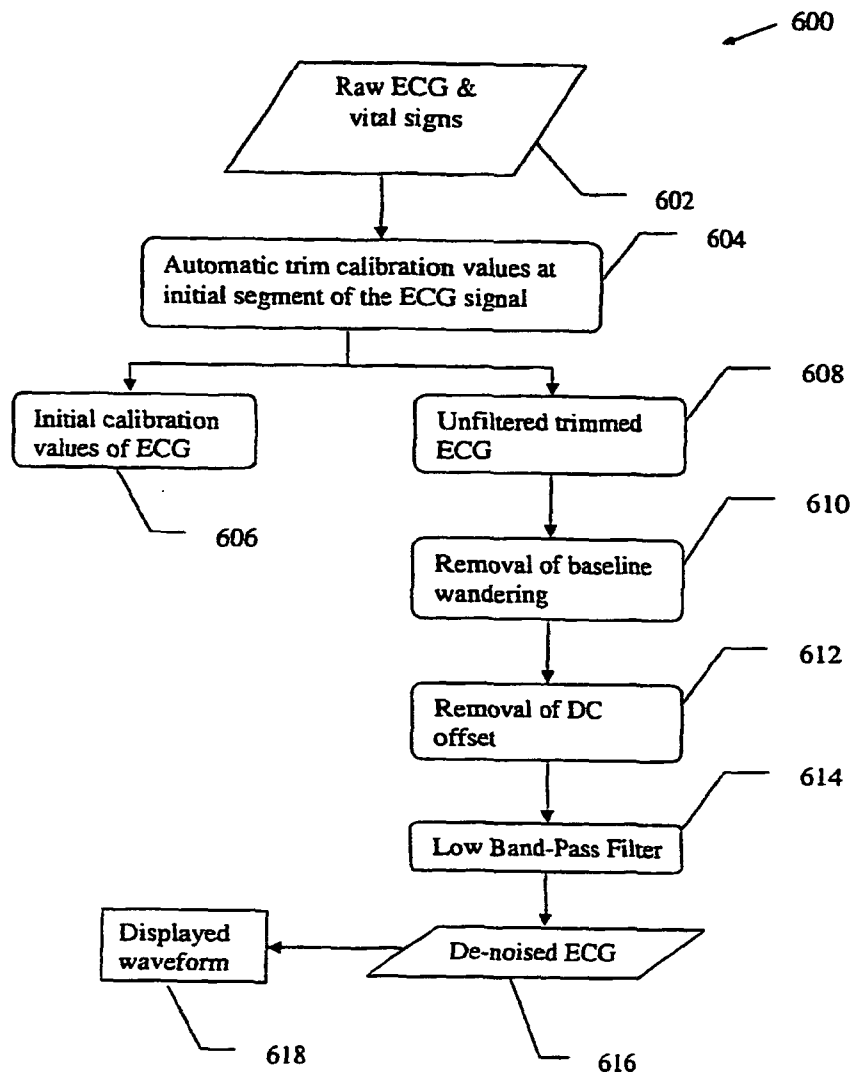 600
Raw ECG &
vital signs
602
604
Automatic trim calibration values at
initial segment of the ECG signal
608
Initial calibration
values of ECG
Unfiltered trimmed
ECG
606
610
Removal of baseline
wandering
612
Removal of DC
offset
614
Low Band-Pass Filter
Displayed
waveform
De-noised ECG
618
616